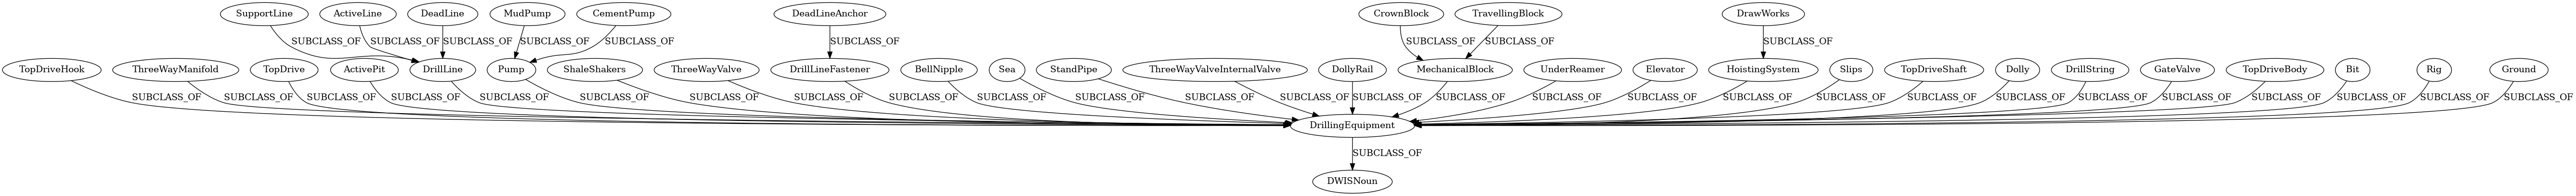 SupportLine ActiveLine DeadLine MudPump CementPump DeadLineAnchor CrownBlock TravellingBlock DrawWorks
SUBCLASS_OF SUBCLASS_OF SUBCLASS_OF SUBCLASS_OF SUBCLASS_OF SUBCLASS_OF SUBCLASS_OF SUBCLASS_OF SUBCLASS_OF
TopDriveHook ThreeWayManifold TopDrive ActivePit DrillLine Pump ShaleShakers ThreeWayValve DrillLineFastener BellNipple Sea StandPipe ThreeWayValveInternalValve DollyRail MechanicalBlock UnderReamer Elevator HoistingSystem Slips TopDriveShaft Dolly DrillString GateValve TopDriveBody Bit Rig Ground
SUBCLASS_OF SUBCLASS_OF SUBCLASS_OF SUBCLASS_OF SUBCLASS_OF SUBCLASS_OF SUBCLASS_OF SUBCLASS_OF SUBCLASS_OF SUBCLASS_OF SUBCLASS_OF SUBCLASS_OF SUBCLASS_OF SUBCLASS_OF SUBCLASS_OF SUBCLASS_OF SUBCLASS_OF SUBCLASS_OF SUBCLASS_OF SUBCLASS_OF SUBCLASS_OF SUBCLASS_OF SUBCLASS_OF SUBCLASS_OF SUBCLASS_OF SUBCLASS_OF SUBCLASS_OF
DrillingEquipment
SUBCLASS_OF
DWISNoun